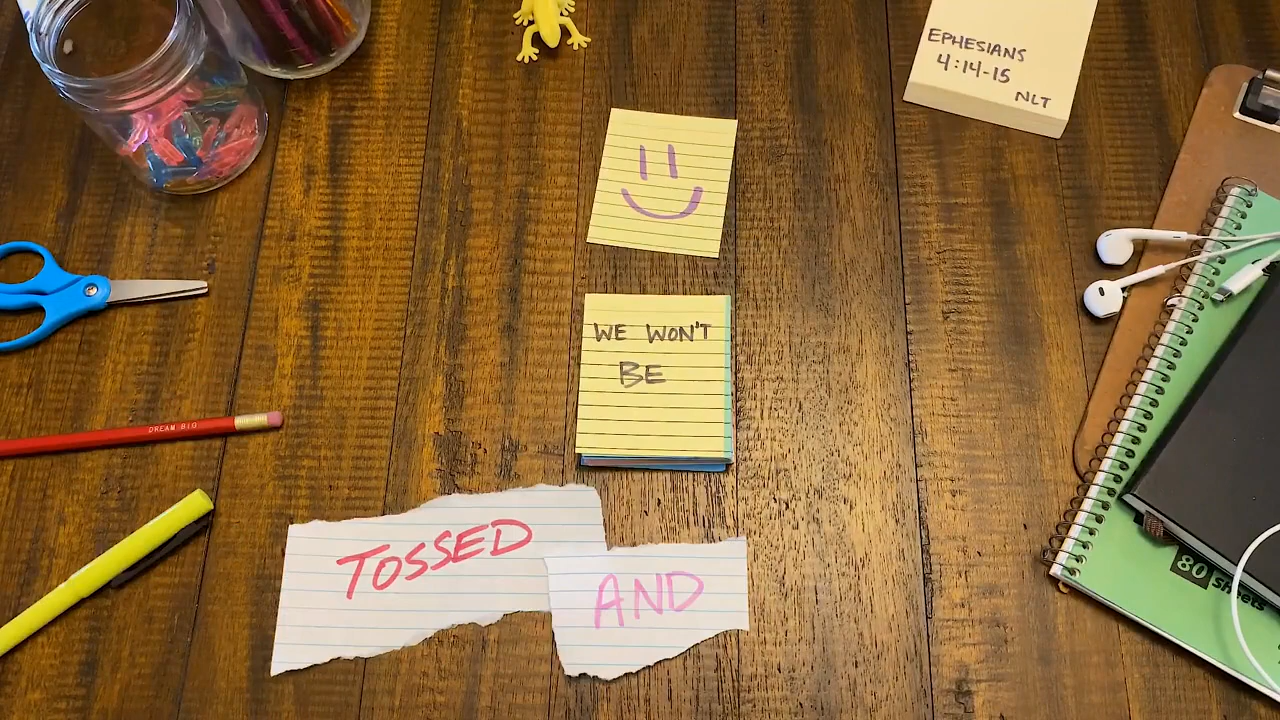 EPHESIANS
4:14-15
NLT
WE WON'T
BE
TOSSED
AND
DREAM BIG
80 Sheets